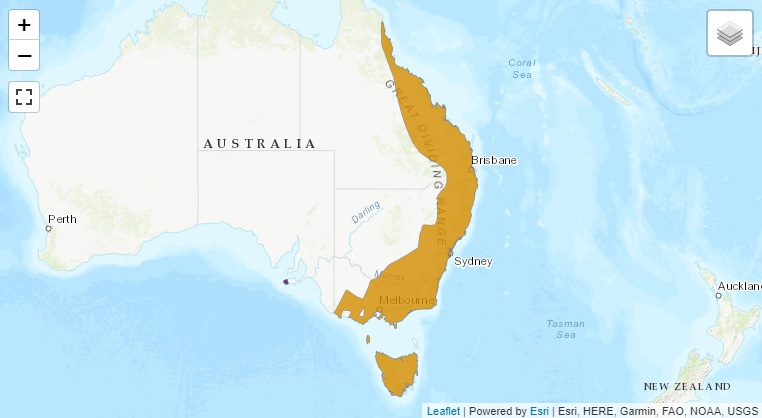 +
Coral
Sea
IJ
−
GREAT DIVIDING RANGE
AUSTRALIA
Brisbane
Darling
Perth
Sydney
Murray
Auckland
Melbourne
Tasman
Sea
NEW ZEALAND
Leaflet | Powered by Esri | Esri, HERE, Garmin, FAO, NOAA, USGS